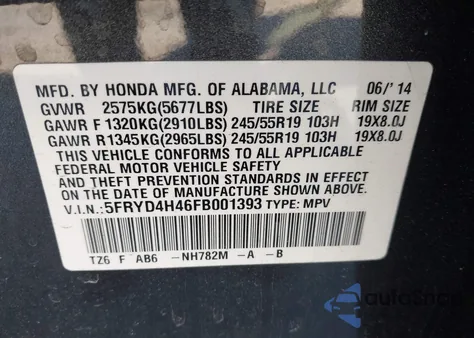 MFD. BY HONDA MFG. OF ALABAMA, LLC 06/'14
GVWR 2575KG(5677LBS) TIRE SIZE RIM SIZE
GAWR F 1320KG(2910LBS) 245/55R19 103H 19X8.0J
GAWR R 1345KG(2965LBS) 245/55R19 103H 19X8.0J
THIS VEHICLE CONFORMS TO ALL APPLICABLE
FEDERAL MOTOR VEHICLE SAFETY
AND THEFT PREVENTION STANDARDS IN EFFECT
ON THE DATE OF MANUFACTURE SHOWN ABOVE.
V.I.N.:5FRYD4H46FB001393 TYPE: MPV
TZ6 F AB6 -NH782M -A -B